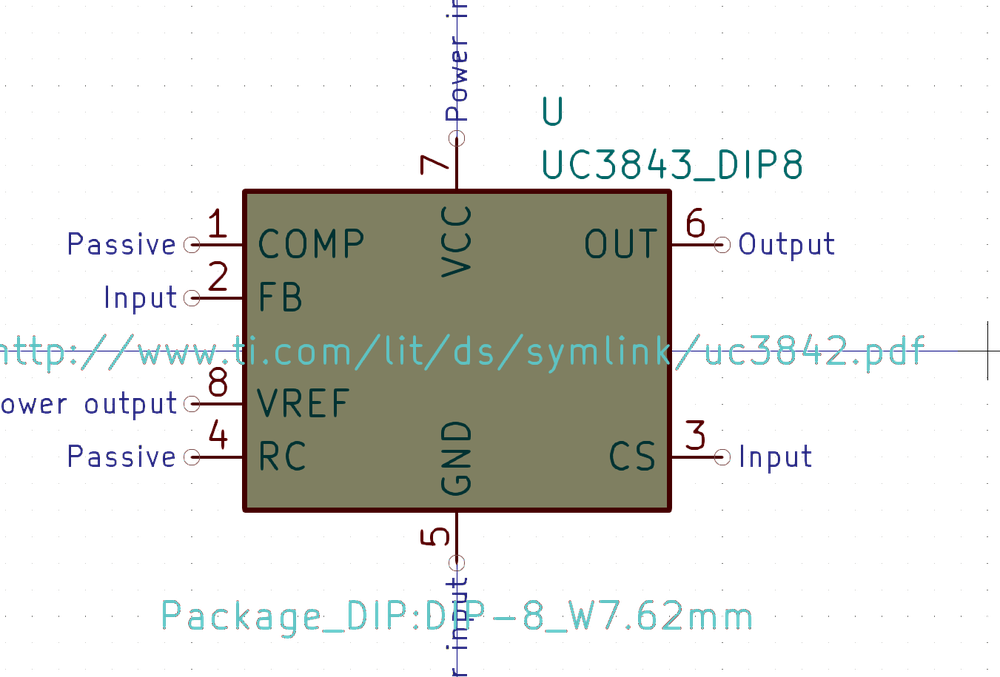 Power in
U
7
UC3843_DIP8
Passive 1 COMP VCC OUT 6 Output
Input 2 FB
http://www.ti.com/lit/ds/symlink/uc3842.pdf
ower output 8 VREF
Passive 4 RC GND CS 3 Input
5
Package_DIP:DIP-8_W7.62mm
r input